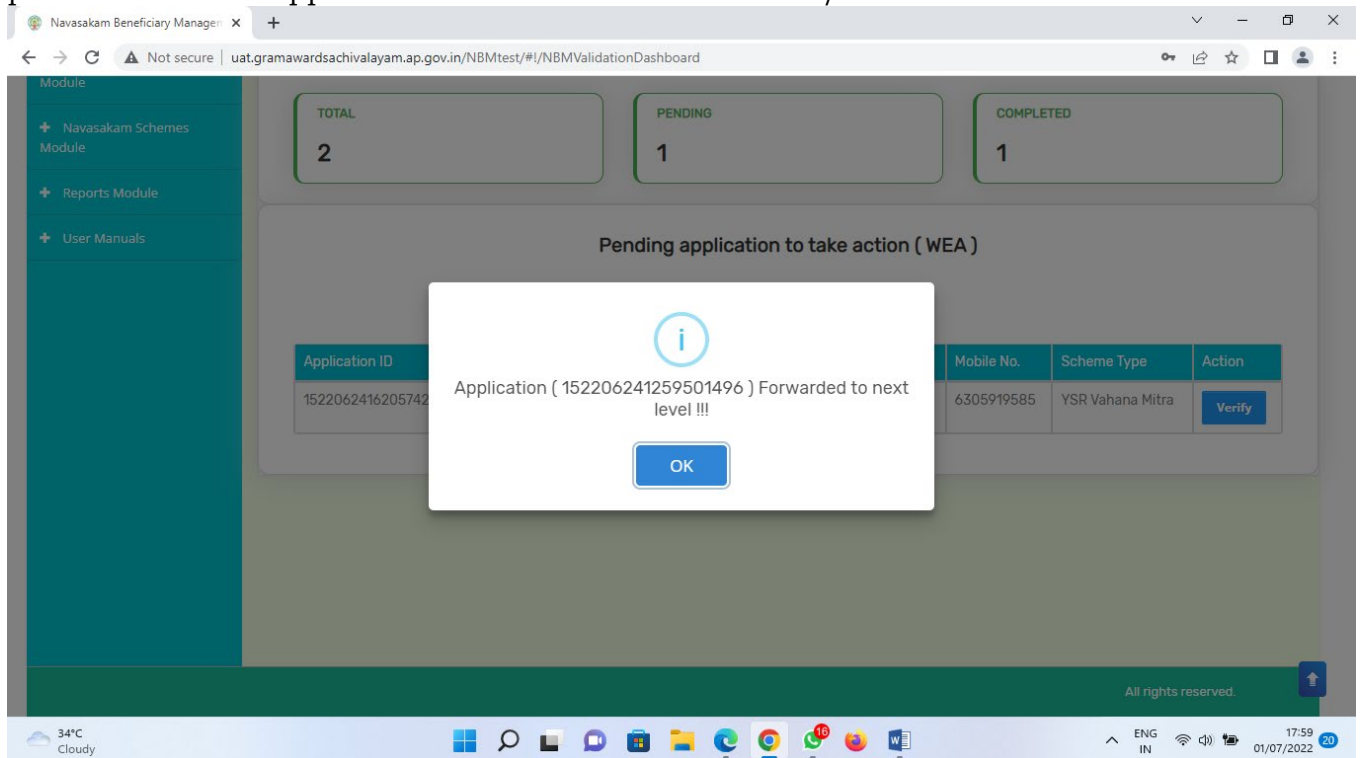 Navasakam Beneficiary Managen
Not secure | uat.gramawardsachivalayam.ap.gov.in/NBMtest/#!/NBMValidationDashboard
Module
Navasakam Schemes
Module
Reports Module
User Manuals
TOTAL
2
PENDING
1
COMPLETED
1
Pending application to take action ( WEA )
Application ID Mobile No. Scheme Type Action
1522062416205742 6305919585 YSR Vahana Mitra Verify
i
Application ( 152206241259501496 ) Forwarded to next
level !!!
OK
All rights reserved.
34°C
Cloudy
16
ENG
IN
17:59
01/07/2022
20